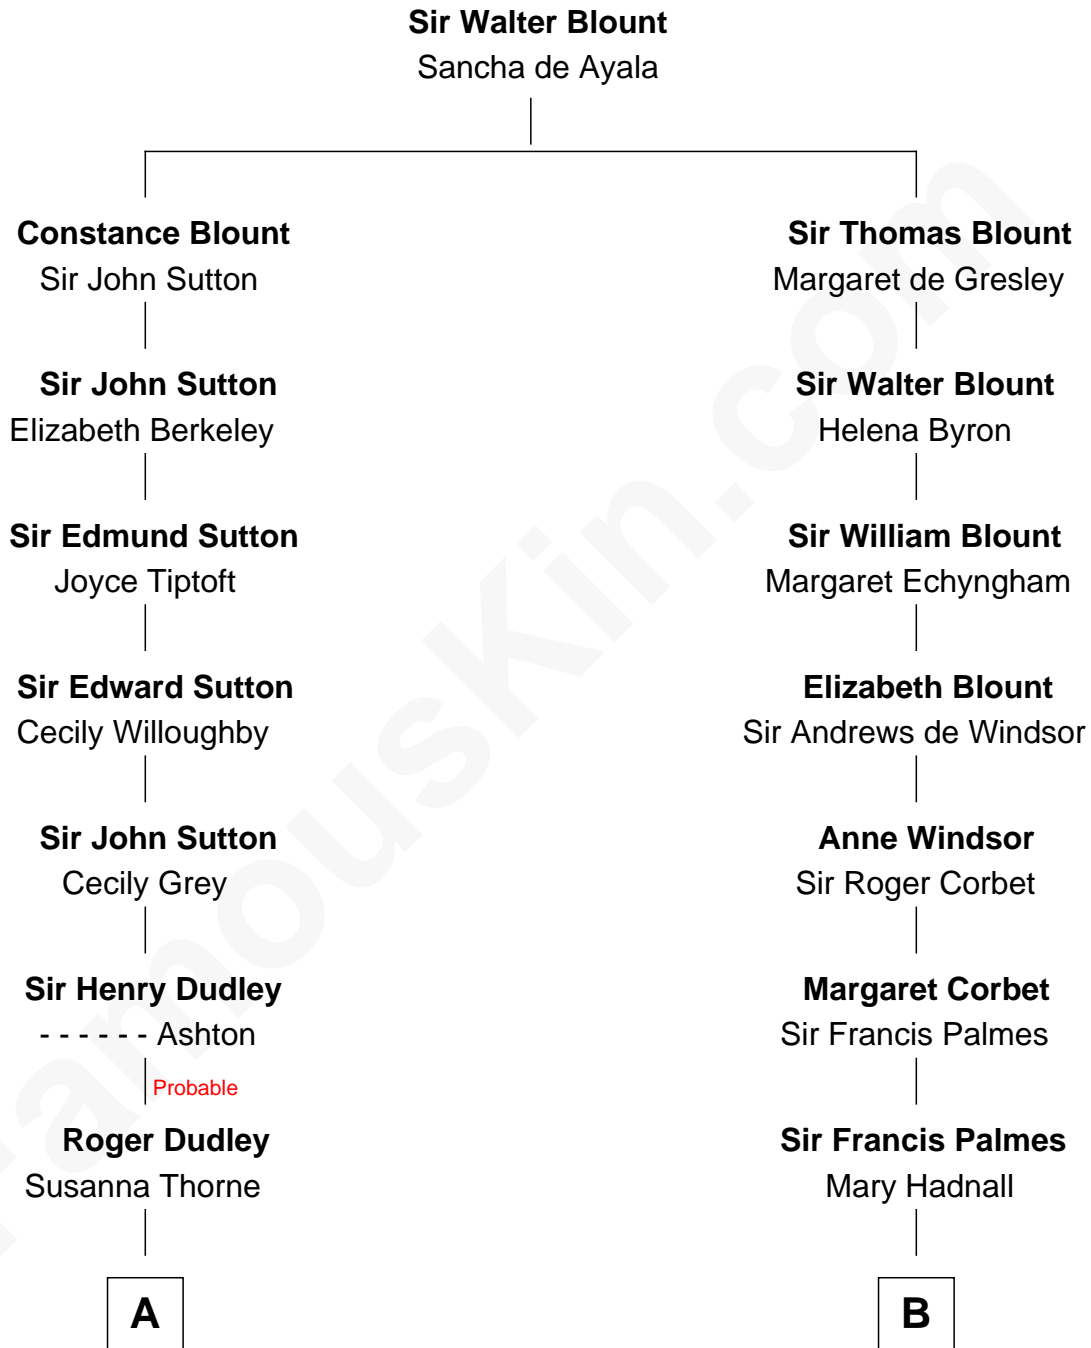 Sir Walter Blount
Sancha de Ayala
Constance Blount
Sir John Sutton
Sir John Sutton
Elizabeth Berkeley
Sir Edmund Sutton
Joyce Tiptoft
Sir Edward Sutton
Cecily Willoughby
Sir John Sutton
Cecily Grey
Sir Henry Dudley
- - - - - - Ashton
Probable
Roger Dudley
Susanna Thorne
A
Sir Thomas Blount
Margaret de Gresley
Sir Walter Blount
Helena Byron
Sir William Blount
Margaret Echyngham
Elizabeth Blount
Sir Andrews de Windsor
Anne Windsor
Sir Roger Corbet
Margaret Corbet
Sir Francis Palmes
Sir Francis Palmes
Mary Hadnall
B
FamousKin.com